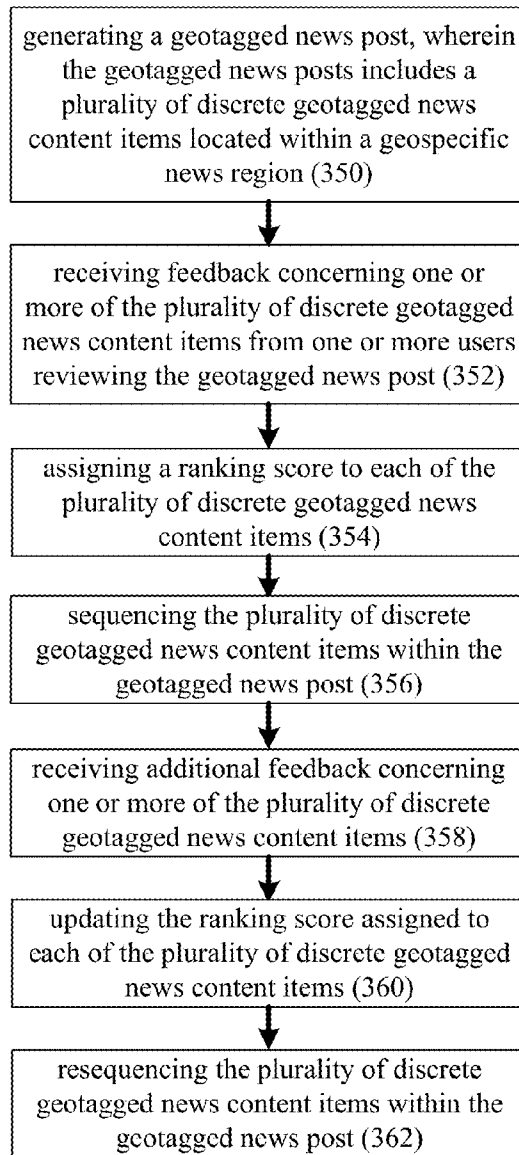 generating a geotagged news post, wherein
the geotagged news posts includes a
plurality of discrete geotagged news
content items located within a geospecific
news region (350)
receiving feedback concerning one or
more of the plurality of discrete geotagged
news content items from one or more users
reviewing the geotagged news post (352)
assigning a ranking score to each of the
plurality of discrete geotagged news
content items (354)
sequencing the plurality of discrete
geotagged news content items within the
geotagged news post (356)
receiving additional feedback concerning
one or more of the plurality of discrete
geotagged news content items (358)
updating the ranking score assigned to
each of the plurality of discrete geotagged
news content items (360)
resequencing the plurality of discrete
geotagged news content items within the
geotagged news post (362)